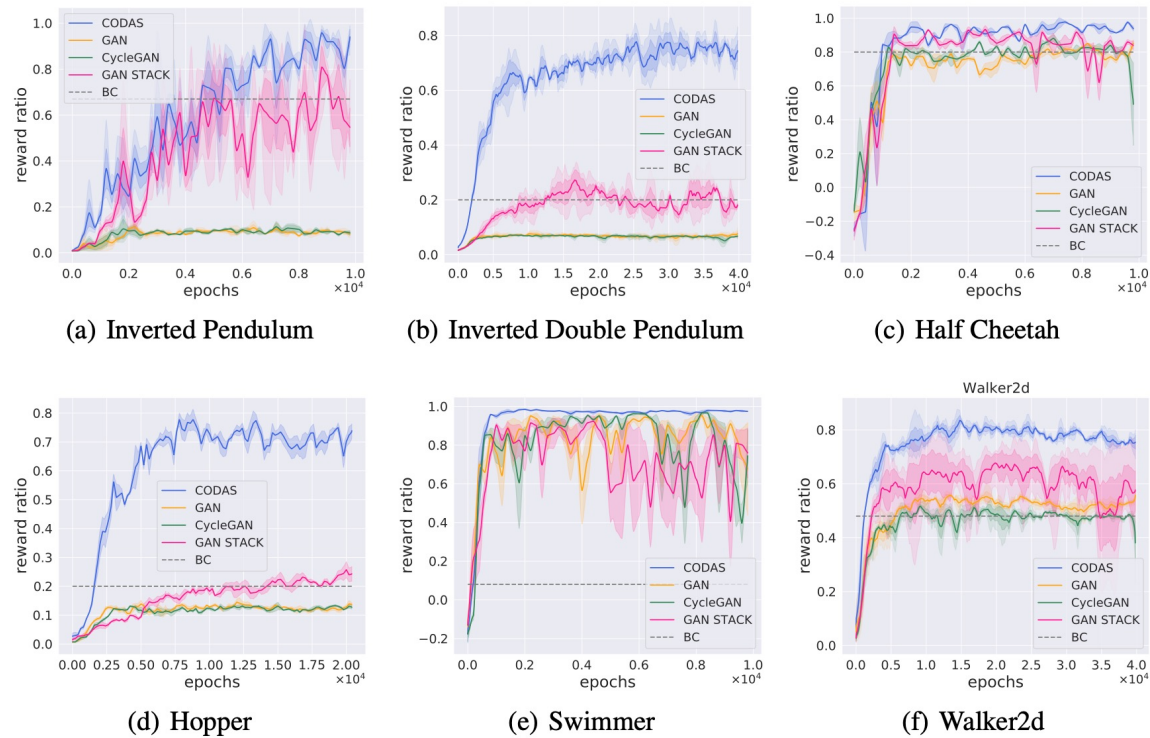 1.0
0.8
0.6
0.4
0.2
0.0
reward ratio
CODAS
GAN
CycleGAN
GAN STACK
BC
0.0 0.2 0.4 0.6 0.8 1.0
epochs
×10⁴
(a) Inverted Pendulum
1.0
0.8
0.6
0.4
0.2
0.0
reward ratio
CODAS
GAN
CycleGAN
GAN STACK
BC
0.0 0.5 1.0 1.5 2.0 2.5 3.0 3.5 4.0
epochs
×10⁴
(b) Inverted Double Pendulum
1.0
0.8
0.6
0.4
0.2
0.0
−0.2
−0.4
reward ratio
CODAS
GAN
CycleGAN
GAN STACK
BC
0.0 0.2 0.4 0.6 0.8 1.0
epochs
×10⁴
(c) Half Cheetah
0.8
0.7
0.6
0.5
0.4
0.3
0.2
0.1
0.0
reward ratio
CODAS
GAN
CycleGAN
GAN STACK
BC
0.00 0.25 0.50 0.75 1.00 1.25 1.50 1.75 2.00
epochs
×10⁴
(d) Hopper
1.0
0.8
0.6
0.4
0.2
0.0
−0.2
reward ratio
CODAS
GAN
CycleGAN
GAN STACK
BC
0.0 0.2 0.4 0.6 0.8 1.0
epochs
×10⁴
(e) Swimmer
Walker2d
0.8
0.6
0.4
0.2
0.0
reward ratio
CODAS
GAN
CycleGAN
GAN STACK
BC
0.0 0.5 1.0 1.5 2.0 2.5 3.0 3.5 4.0
epochs
×10⁴
(f) Walker2d